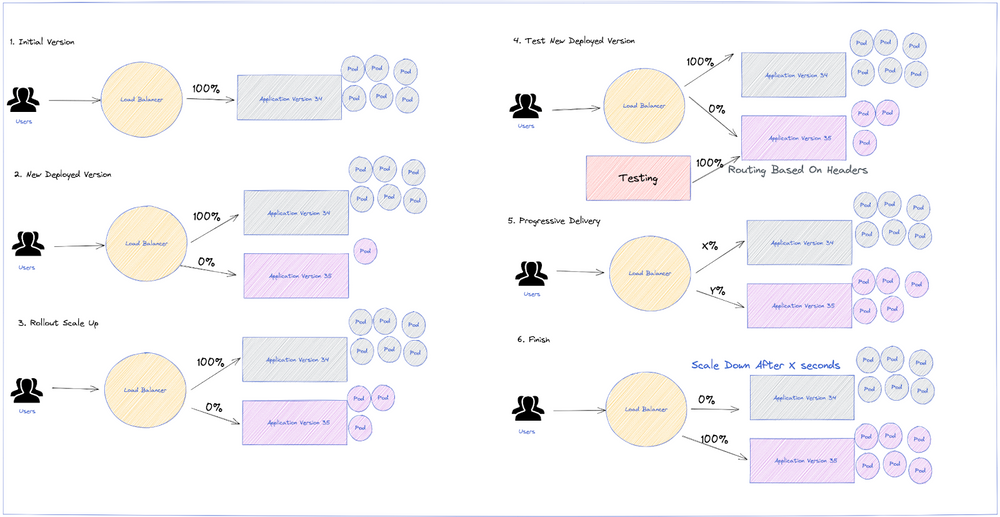 1. Initial Version
Users
Load Balancer
100%
Application Version 34
Pod
Pod
Pod
Pod
Pod
Pod
2. New Deployed Version
Users
Load Balancer
100%
0%
Application Version 34
Pod
Pod
Pod
Pod
Pod
Pod
Application Version 35
Pod
3. Rollout Scale Up
Users
Load Balancer
100%
0%
Application Version 34
Pod
Pod
Pod
Pod
Pod
Pod
Application Version 35
Pod
Pod
Pod
4. Test New Deployed Version
Users
Load Balancer
100%
0%
Application Version 34
Pod
Pod
Pod
Pod
Pod
Pod
Application Version 35
Pod
Pod
Pod
Testing
100%
Routing Based On Headers
5. Progressive Delivery
Users
Load Balancer
X%
Y%
Application Version 34
Pod
Pod
Pod
Pod
Pod
Pod
Application Version 35
Pod
Pod
Pod
Pod
Pod
6. Finish
Scale Down After X seconds
Users
Load Balancer
0%
100%
Application Version 34
Pod
Pod
Pod
Pod
Pod
Pod
Application Version 35
Pod
Pod
Pod
Pod
Pod
Pod